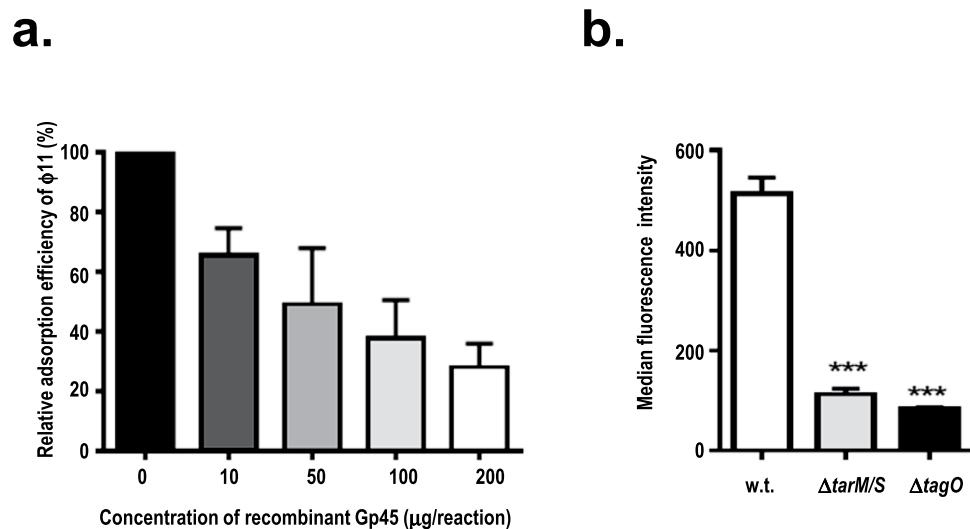 a.
Relative adsorption efficiency of ϕ11 (%)
100
80
60
40
20
0
0 10 50 100 200
Concentration of recombinant Gp45 (μg/reaction)
b.
Median fluorescence intensity
600
400
200
0
***
***
w.t. ΔtarM/S ΔtagO